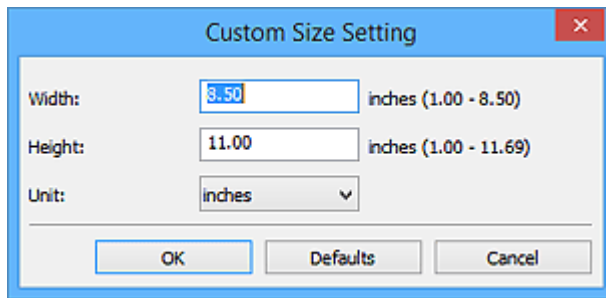 Custom Size Setting
Width: 8.50 inches (1.00 - 8.50)
Height: 11.00 inches (1.00 - 11.69)
Unit: inches
OK Defaults Cancel